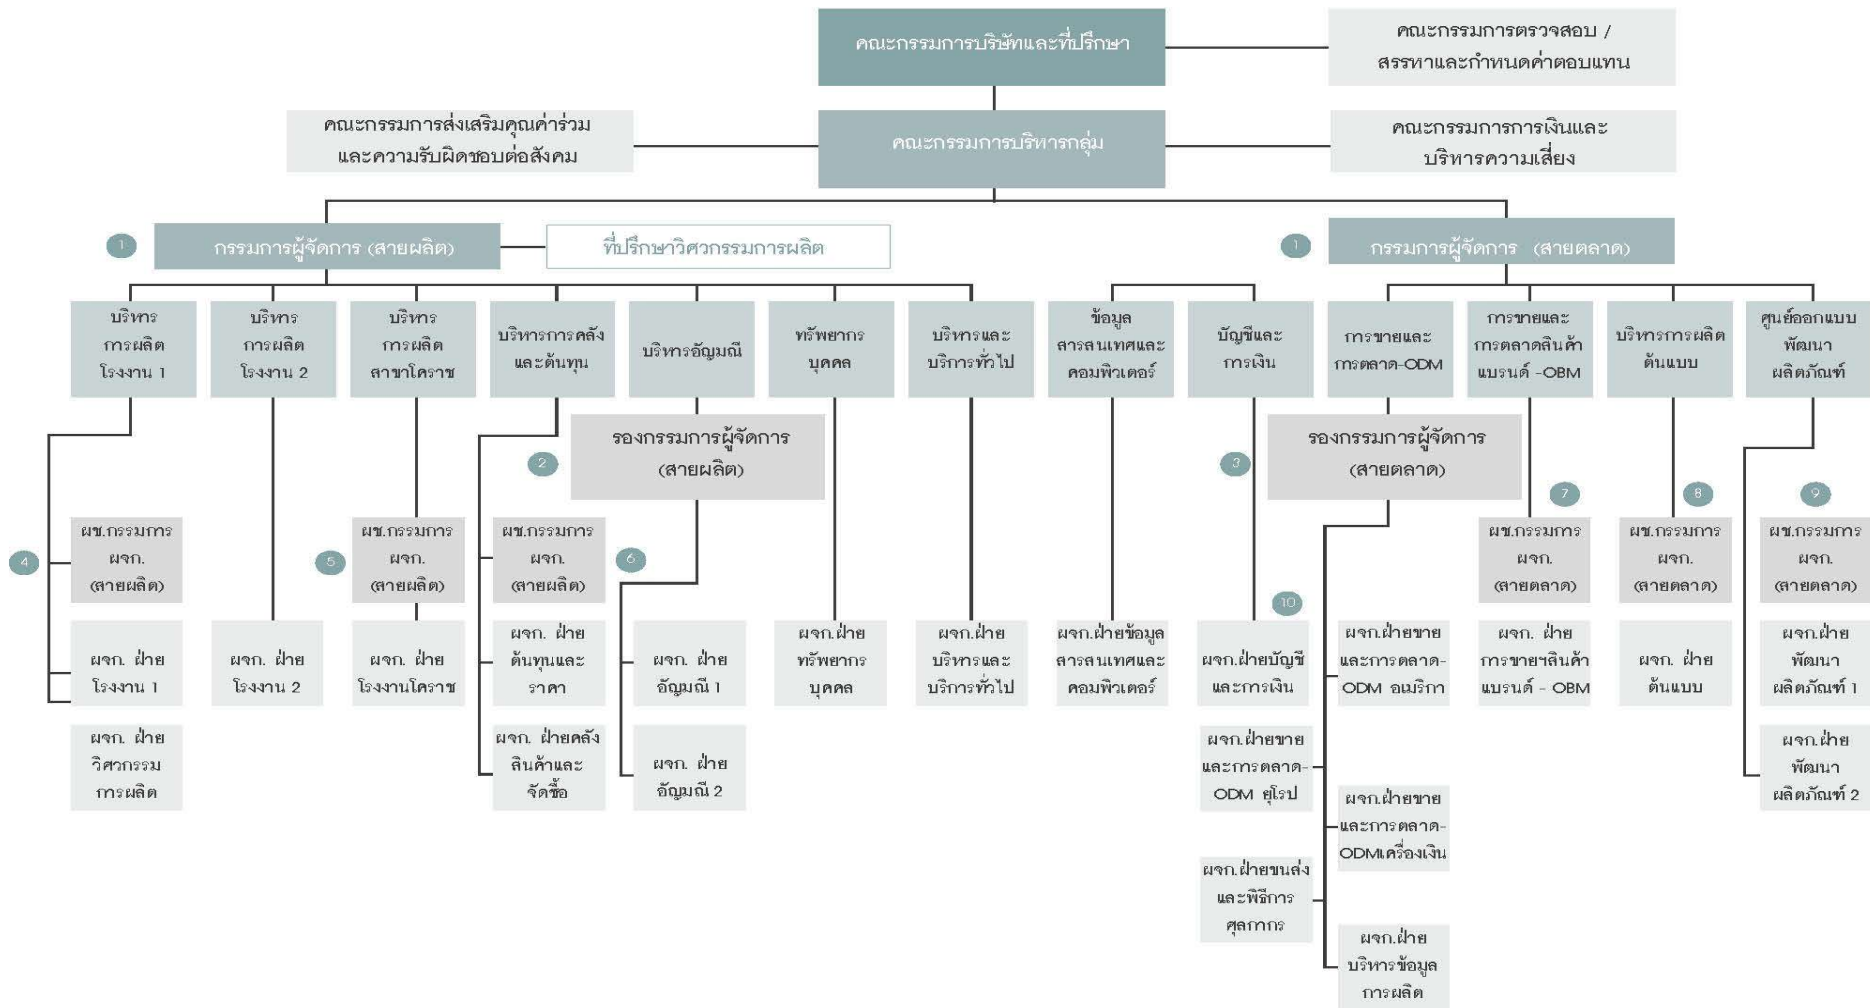 คณะกรรมการบริษัทและที่ปรึกษา
คณะกรรมการตรวจสอบ /
สรรหาและกำหนดค่าตอบแทน
คณะกรรมการส่งเสริมคุณค่าร่วม
และความรับผิดชอบต่อสังคม
คณะกรรมการบริหารกลุ่ม
คณะกรรมการการเงินและ
บริหารความเสี่ยง
1
กรรมการผู้จัดการ (สายผลิต)
ที่ปรึกษาวิศวกรรมการผลิต
1
กรรมการผู้จัดการ (สายตลาด)
บริหาร
การผลิต
โรงงาน 1
บริหาร
การผลิต
โรงงาน 2
บริหาร
การผลิต
สาขาโคราช
บริหารการคลัง
และต้นทุน
บริหารอัญมณี
ทรัพยากร
บุคคล
บริหารและ
บริการทั่วไป
ข้อมูล
สารสนเทศและ
คอมพิวเตอร์
บัญชีและ
การเงิน
การขายและ
การตลาด-ODM
การขายและ
การตลาดสินค้า
แบรนด์ -OBM
บริหารการผลิต
ต้นแบบ
ศูนย์ออกแบบ
พัฒนา
ผลิตภัณฑ์
2
รองกรรมการผู้จัดการ
(สายผลิต)
3
รองกรรมการผู้จัดการ
(สายตลาด)
4
ผช.กรรมการ
ผจก.
(สายผลิต)
5
ผช.กรรมการ
ผจก.
(สายผลิต)
ผช.กรรมการ
ผจก.
(สายผลิต)
6
7
ผช.กรรมการ
ผจก.
(สายตลาด)
8
ผช.กรรมการ
ผจก.
(สายตลาด)
9
ผช.กรรมการ
ผจก.
(สายตลาด)
10
ผจก. ฝ่าย
โรงงาน 1
ผจก. ฝ่าย
โรงงาน 2
ผจก. ฝ่าย
โรงงานโคราช
ผจก. ฝ่าย
ต้นทุนและ
ราคา
ผจก. ฝ่าย
อัญมณี 1
ผจก.ฝ่าย
ทรัพยากร
บุคคล
ผจก.ฝ่าย
บริหารและ
บริการทั่วไป
ผจก.ฝ่ายข้อมูล
สารสนเทศและ
คอมพิวเตอร์
ผจก.ฝ่ายบัญชี
และการเงิน
ผจก.ฝ่ายขาย
และการตลาด-
ODM อเมริกา
ผจก. ฝ่าย
การขายฯสินค้า
แบรนด์ - OBM
ผจก. ฝ่าย
ต้นแบบ
ผจก.ฝ่าย
พัฒนา
ผลิตภัณฑ์ 1
ผจก. ฝ่าย
วิศวกรรม
การผลิต
ผจก. ฝ่ายคลัง
สินค้าและ
จัดซื้อ
ผจก. ฝ่าย
อัญมณี 2
ผจก.ฝ่ายขาย
และการตลาด-
ODM ยุโรป
ผจก.ฝ่าย
พัฒนา
ผลิตภัณฑ์ 2
ผจก.ฝ่ายขาย
และการตลาด-
ODMเครื่องเงิน
ผจก.ฝ่ายขนส่ง
และพิธีการ
ศุลกากร
ผจก.ฝ่าย
บริหารข้อมูล
การผลิต